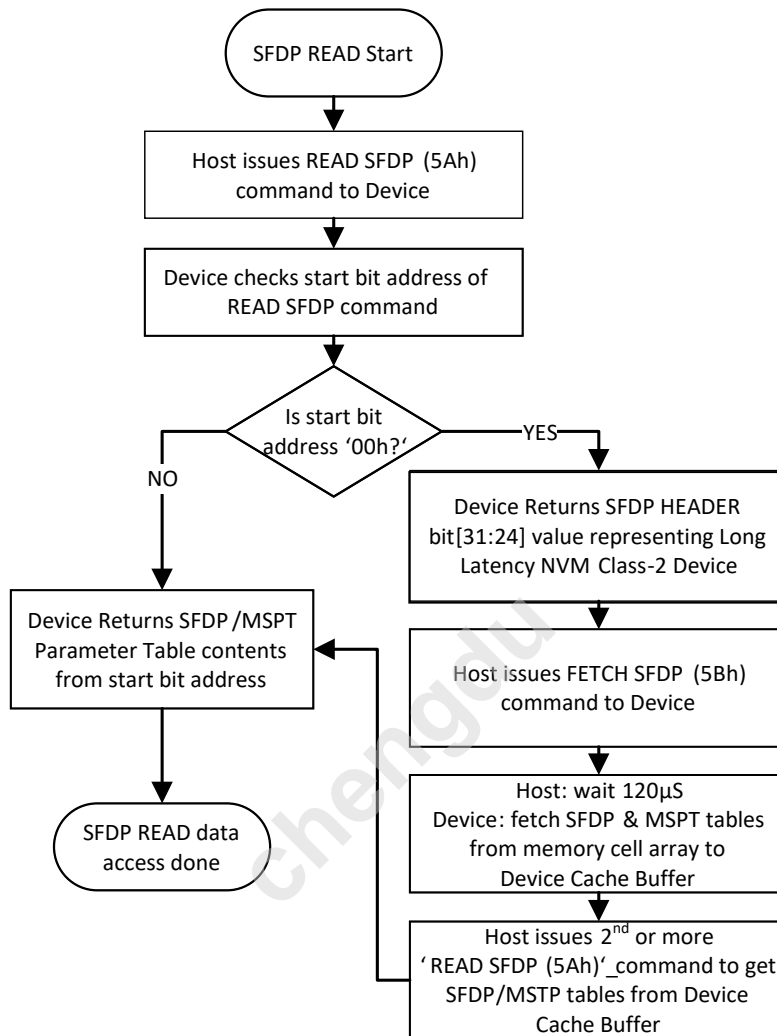 SFDP READ Start
Host issues READ SFDP (5Ah)
command to Device
Device checks start bit address of
READ SFDP command
Is start bit
address ‘00h?‘
YES
NO
Device Returns SFDP HEADER
bit[31:24] value representing Long
Latency NVM Class-2 Device
Device Returns SFDP/MSPT
Parameter Table contents
from start bit address
Host issues FETCH SFDP (5Bh)
command to Device
Host: wait 120µS
Device: fetch SFDP & MSPT tables
from memory cell array to
Device Cache Buffer
SFDP READ data
access done
Host issues 2nd or more
‘READ SFDP (5Ah)‘_command to get
SFDP/MSTP tables from Device
Cache Buffer
chengdu